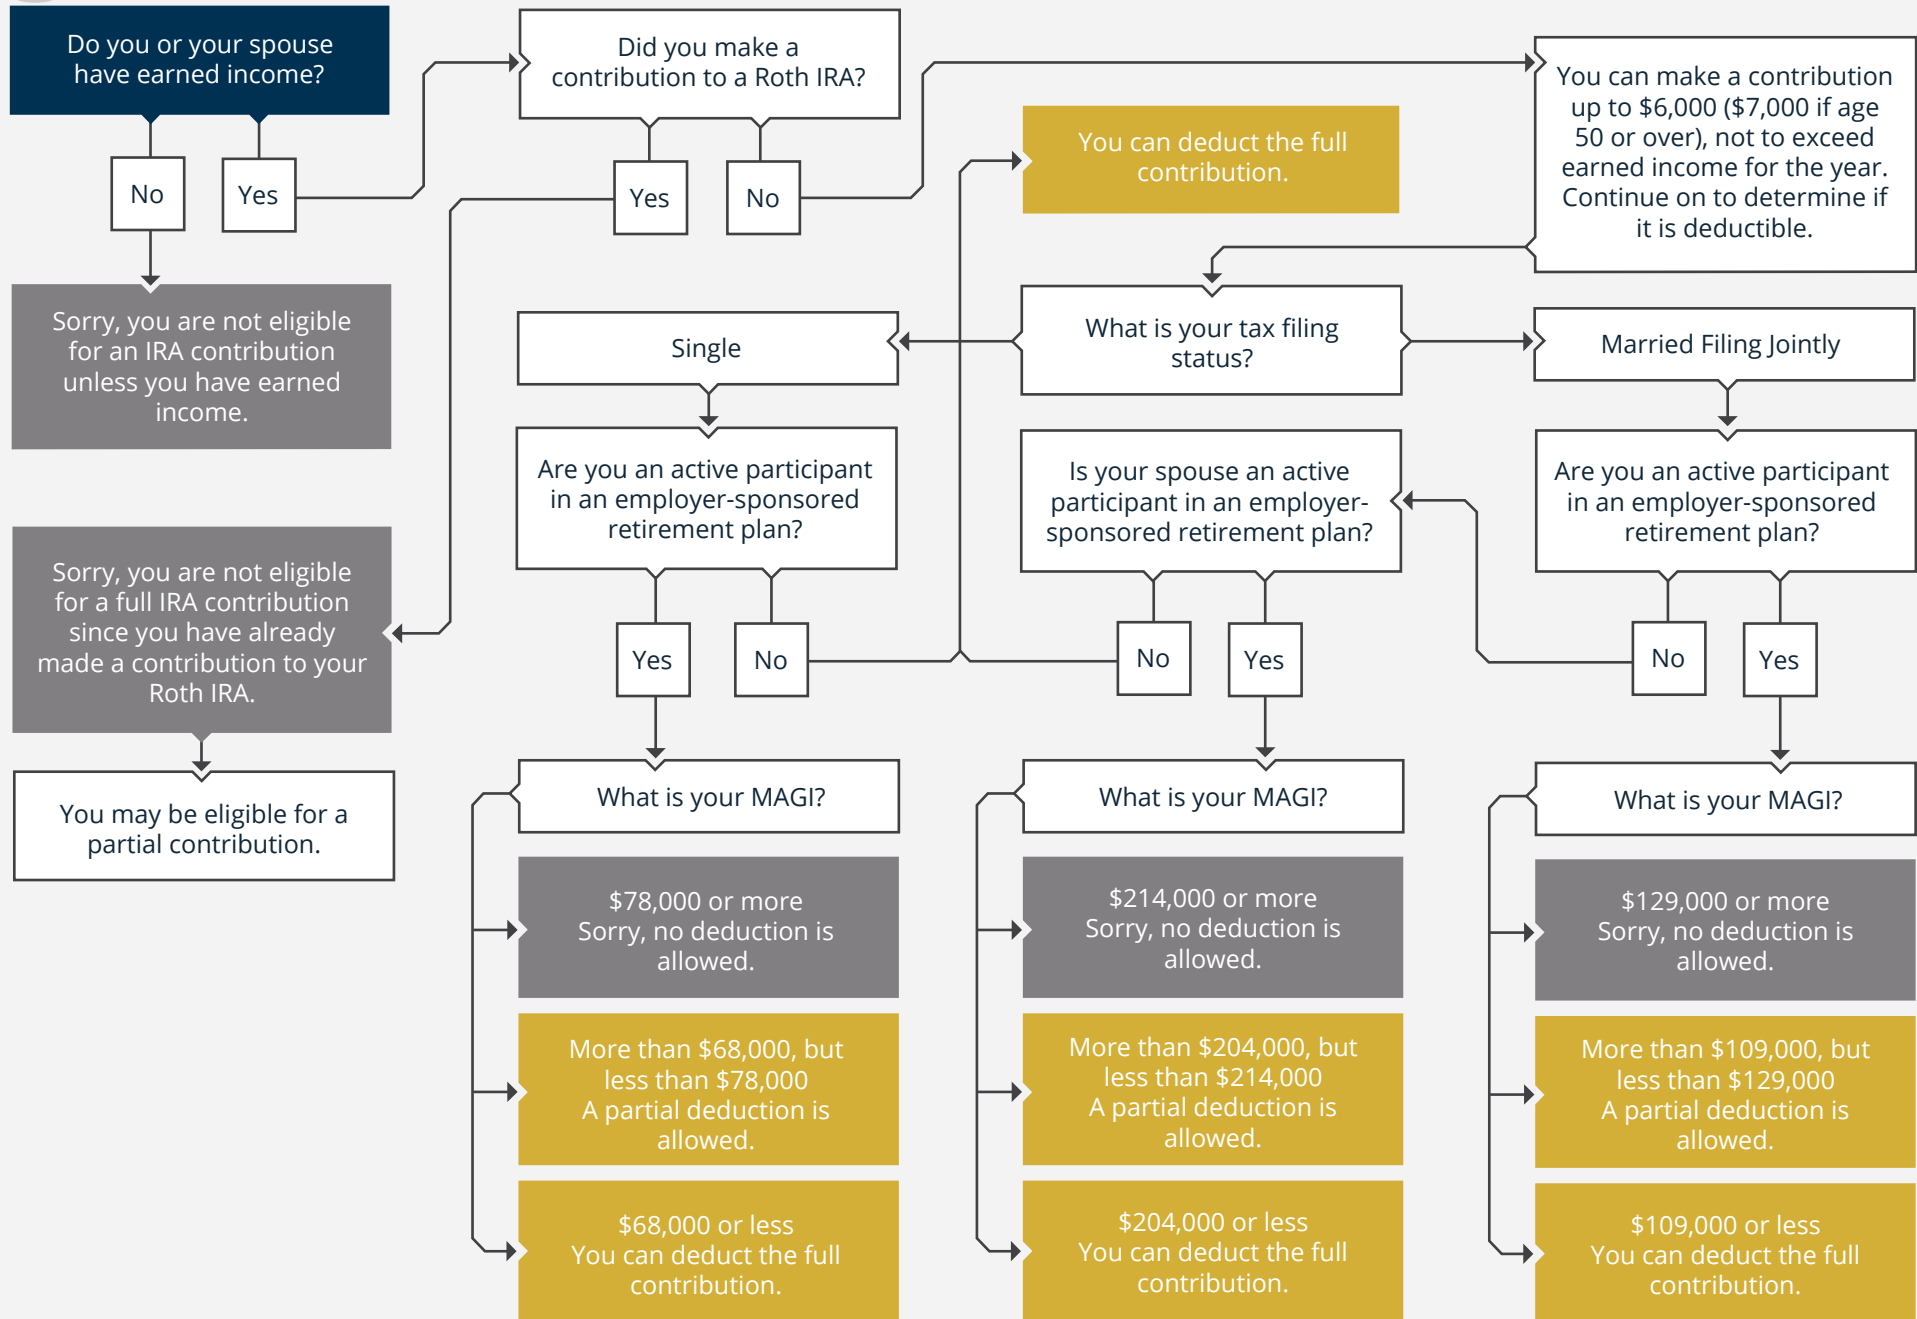 Do you or your spouse
have earned income?
No
Yes
Sorry, you are not eligible
for an IRA contribution
unless you have earned
income.
Did you make a
contribution to a Roth IRA?
Yes
No
Sorry, you are not eligible
for a full IRA contribution
since you have already
made a contribution to your
Roth IRA.
You may be eligible for a
partial contribution.
You can make a contribution
up to $6,000 ($7,000 if age
50 or over), not to exceed
earned income for the year.
Continue on to determine if
it is deductible.
You can deduct the full
contribution.
What is your tax filing
status?
Single
Married Filing Jointly
Are you an active participant
in an employer-sponsored
retirement plan?
Yes
No
Is your spouse an active
participant in an employer-
sponsored retirement plan?
No
Yes
Are you an active participant
in an employer-sponsored
retirement plan?
No
Yes
What is your MAGI?
$78,000 or more
Sorry, no deduction is
allowed.
More than $68,000, but
less than $78,000
A partial deduction is
allowed.
$68,000 or less
You can deduct the full
contribution.
What is your MAGI?
$214,000 or more
Sorry, no deduction is
allowed.
More than $204,000, but
less than $214,000
A partial deduction is
allowed.
$204,000 or less
You can deduct the full
contribution.
What is your MAGI?
$129,000 or more
Sorry, no deduction is
allowed.
More than $109,000, but
less than $129,000
A partial deduction is
allowed.
$109,000 or less
You can deduct the full
contribution.